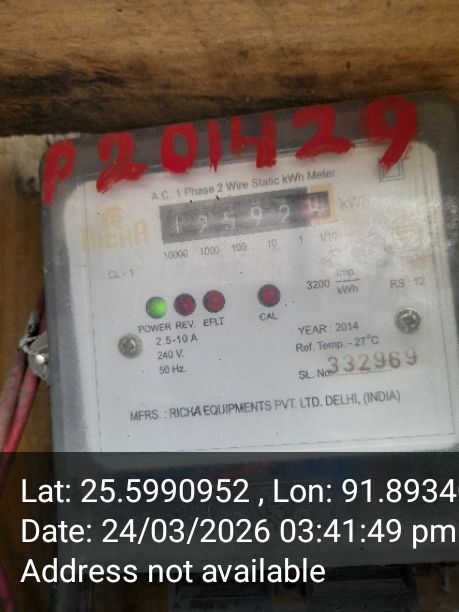 P201429
A.C. 1 Phase 2 Wire Static kWh Meter
RICHA
kWh
10000 1000 100 10 1 1/10
CL-1
3200 Imp/kWh
RS: 12
POWER REV. EFLT CAL
2.5-10 A
240 V.
50 Hz.
YEAR : 2014
Ref. Temp. - 27°C
SL. No. 332969
MFRS. : RICHA EQUIPMENTS PVT. LTD. DELHI, (INDIA)
Lat: 25.5990952 , Lon: 91.8934
Date: 24/03/2026 03:41:49 pm
Address not available